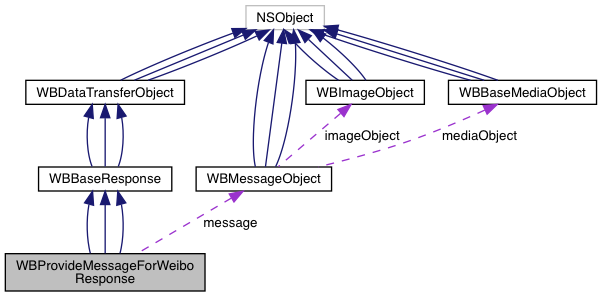 NSObject
WBDataTransferObject
WBImageObject
WBBaseMediaObject
imageObject
mediaObject
WBBaseResponse
WBMessageObject
message
WBProvideMessageForWeibo
Response